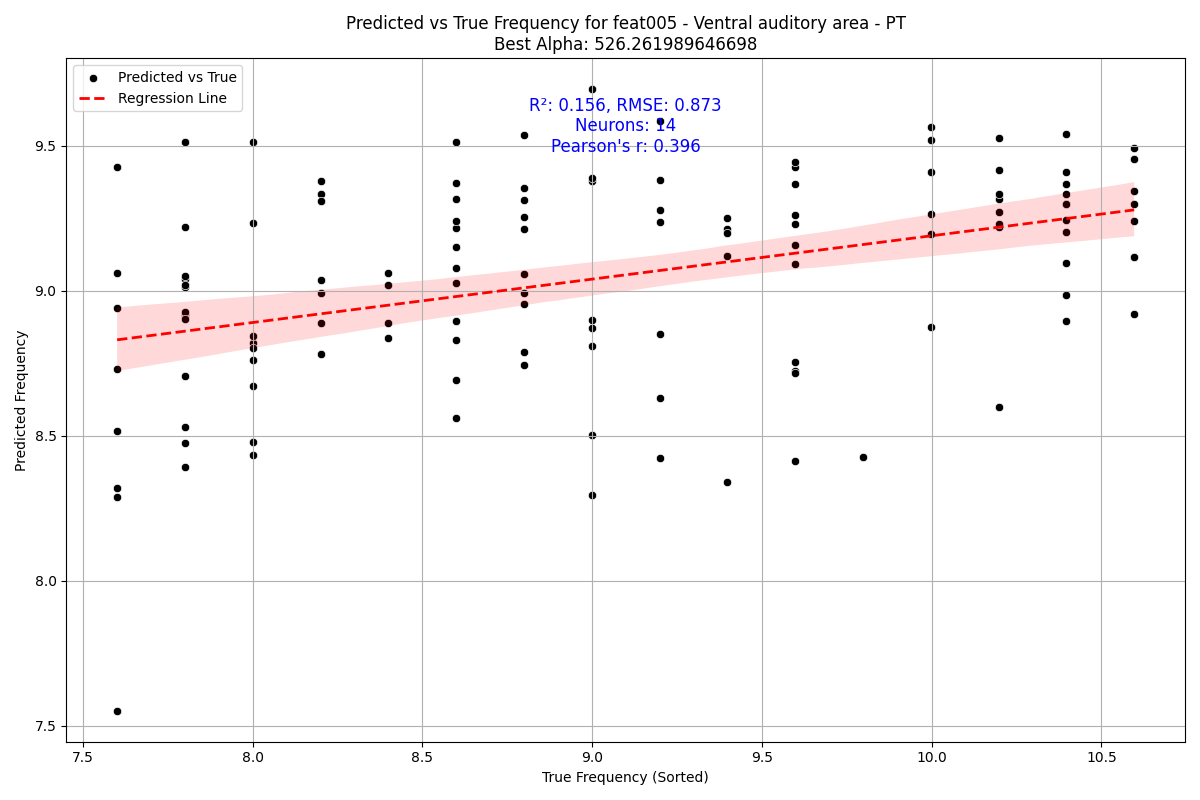 Predicted vs True Frequency for feat005 - Ventral auditory area - PT
Best Alpha: 526.261989646698
Predicted vs True
Regression Line
R²: 0.156, RMSE: 0.873
Neurons: 14
Pearson's r: 0.396
Predicted Frequency
9.5
9.0
8.5
8.0
7.5
7.5
8.0
8.5
9.0
9.5
10.0
10.5
True Frequency (Sorted)